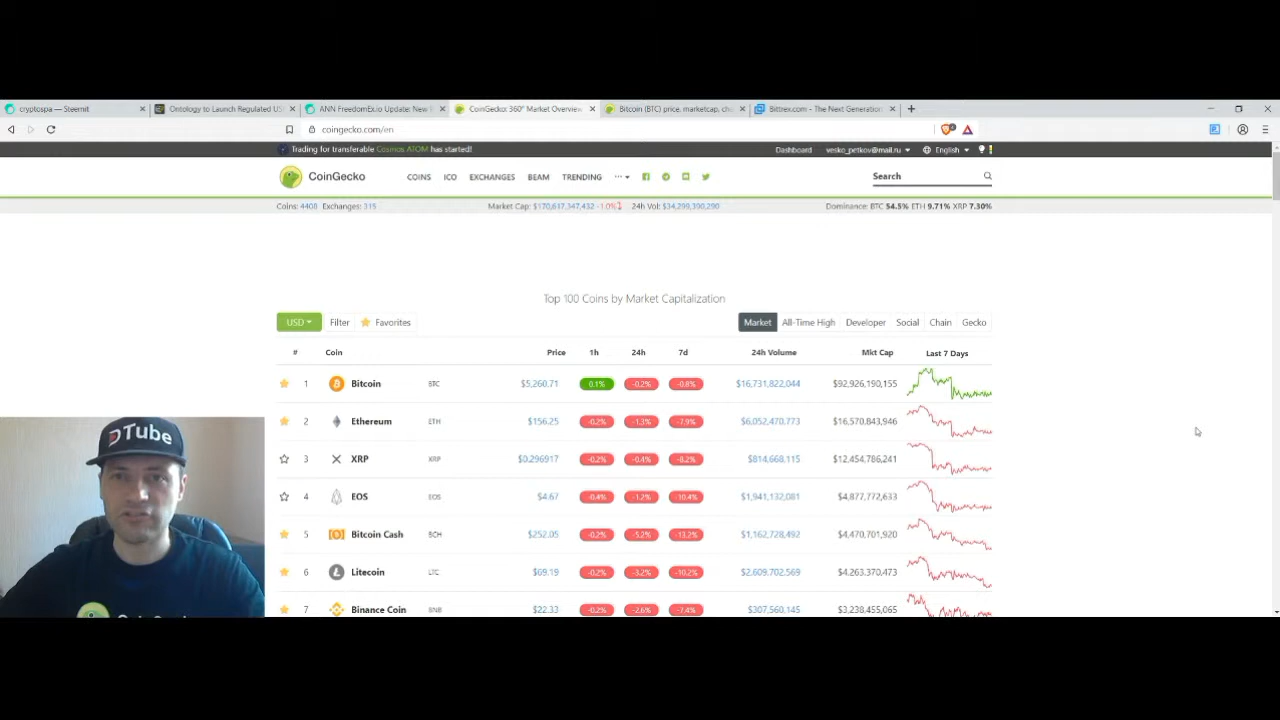 cryptospa — Steemit
Ontology to Launch Regulated US
ANN FreedomEx.io Update: New
CoinGecko: 360° Market Overview
Bitcoin (BTC) price, marketcap, cha
Bittrex.com - The Next Generation
coingecko.com/en
Trading for transferable Cosmos ATOM has started!
Dashboard vesko_petkov@mail.ru English
CoinGecko
COINS ICO EXCHANGES BEAM TRENDING
Search
Coins: 4408 Exchanges: 315
Market Cap: $170,617,347,432 -1.0% 24h Vol: $34,299,390,290
Dominance: BTC 54.5% ETH 9.71% XRP 7.30%
Top 100 Coins by Market Capitalization
USD Filter Favorites
Market All-Time High Developer Social Chain Gecko
# Coin Price 1h 24h 7d 24h Volume Mkt Cap Last 7 Days
1 Bitcoin BTC $5,260.71 0.1% -0.2% -0.8% $16,731,822,044 $92,926,190,155
2 Ethereum ETH $156.25 -0.2% -1.3% -7.9% $6,052,470,773 $16,570,843,946
3 XRP XRP $0.296917 -0.2% -0.4% -8.2% $814,668,115 $12,454,786,241
4 EOS EOS $4.67 -0.4% -1.2% -10.4% $1,941,132,081 $4,877,772,633
5 Bitcoin Cash BCH $252.05 -0.2% -5.2% -13.2% $1,162,728,492 $4,470,701,920
6 Litecoin LTC $69.19 -0.2% -3.2% -10.2% $2,609,702,569 $4,263,370,473
7 Binance Coin BNB $22.33 -0.2% -2.6% -7.4% $307,560,145 $3,238,455,065
DTube